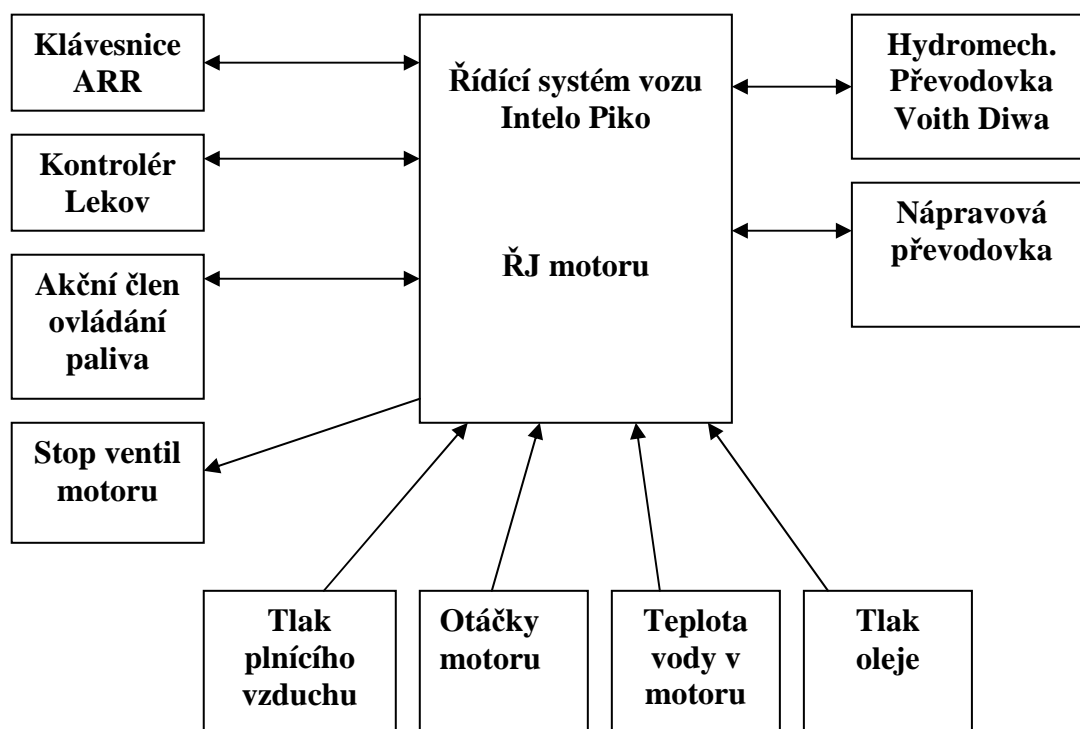 Klávesnice
ARR
Kontrolér
Lekov
Akční člen
ovládání
paliva
Stop ventil
motoru
Řídící systém vozu
Intelo Piko
ŘJ motoru
Hydromech.
Převodovka
Voith Diwa
Nápravová
převodovka
Tlak
plnícího
vzduchu
Otáčky
motoru
Teplota
vody v
motoru
Tlak
oleje